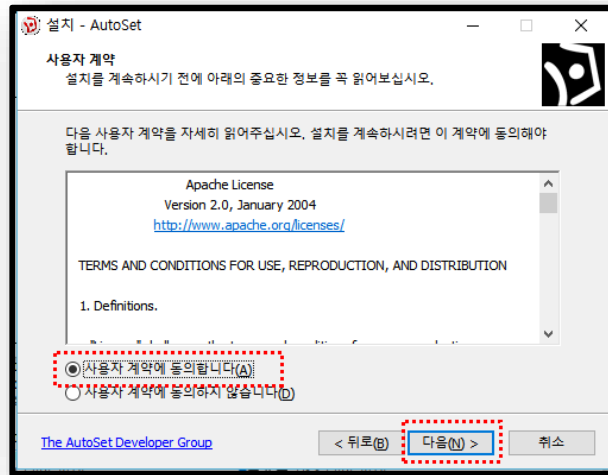 설치 - AutoSet
사용자 계약
설치를 계속하시기 전에 아래의 중요한 정보를 꼭 읽어보십시오.
다음 사용자 계약을 자세히 읽어주십시오. 설치를 계속하시려면 이 계약에 동의해야
합니다.
Apache License
Version 2.0, January 2004
http://www.apache.org/licenses/
TERMS AND CONDITIONS FOR USE, REPRODUCTION, AND DISTRIBUTION
1. Definitions.
사용자 계약에 동의합니다(A)
사용자 계약에 동의하지 않습니다(D)
The AutoSet Developer Group
< 뒤로(B)
다음(N) >
취소